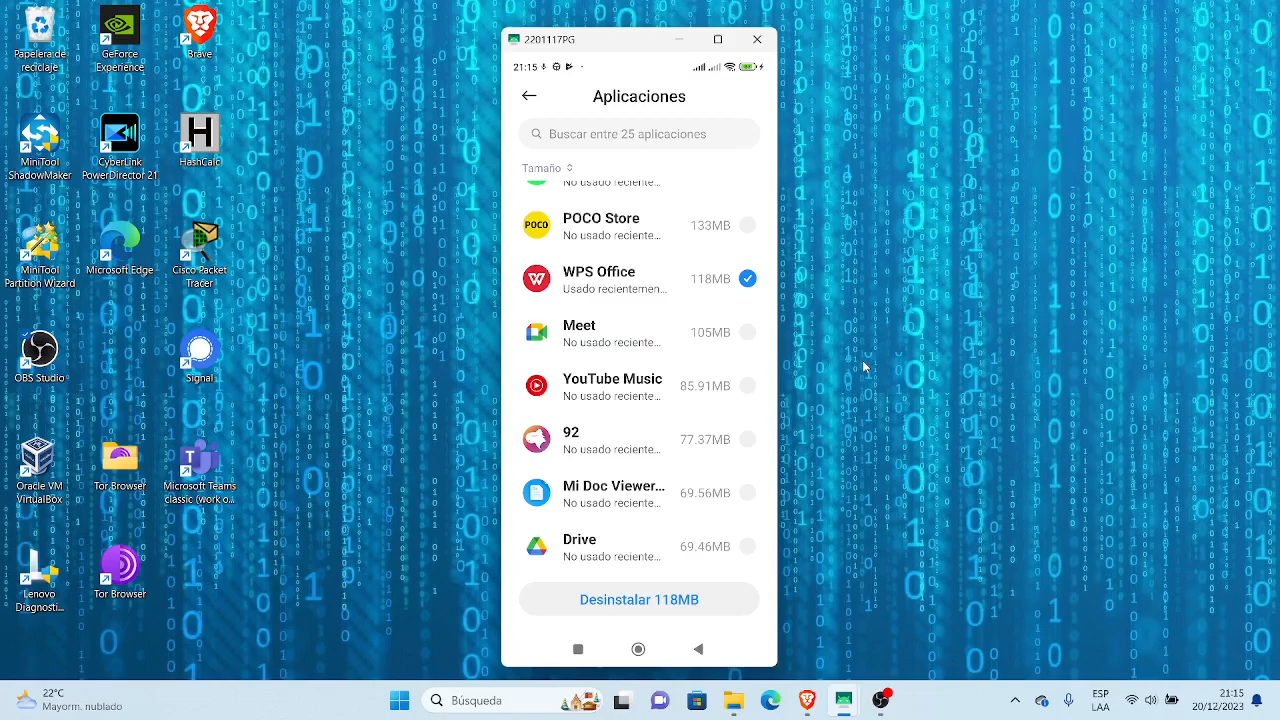 Papelera de
reciclaje
GeForce
Experience
Brave
MiniTool
ShadowMaker
CyberLink
PowerDirector 21
HashCalc
MiniTool
Partition Wizard
Microsoft Edge
Cisco Packet
Tracer
OBS Studio
Signal
Oracle VM
VirtualBox
Tor Browser
Microsoft Teams
classic (work o...
Lenovo
Diagnosti...
Tor Browser
2201117PG
21:15
Aplicaciones
Buscar entre 25 aplicaciones
Tamaño
No usado reciente...
POCO
POCO Store
No usado reciente...
133MB
WPS Office
Usado recientemen...
118MB
Meet
No usado reciente...
105MB
YouTube Music
No usado reciente...
85.91MB
92
No usado reciente...
77.37MB
Mi Doc Viewer...
No usado reciente...
69.56MB
Drive
No usado reciente...
69.46MB
Desinstalar 118MB
22°C
Mayorm. nublado
Búsqueda
ESP
LAA
21:15
20/12/2023